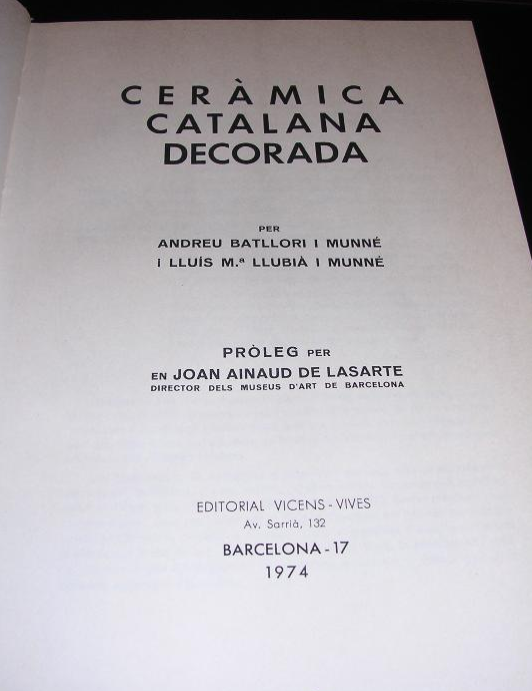 CERÀMICA
CATALANA
DECORADA
PER
ANDREU BATLLORI I MUNNÉ
I LLUÍS M.ª LLUBIÀ I MUNNÉ
PRÒLEG PER
EN JOAN AINAUD DE LASARTE
DIRECTOR DELS MUSEUS D'ART DE BARCELONA
EDITORIAL VICENS-VIVES
Av. Sarrià, 132
BARCELONA-17
1974